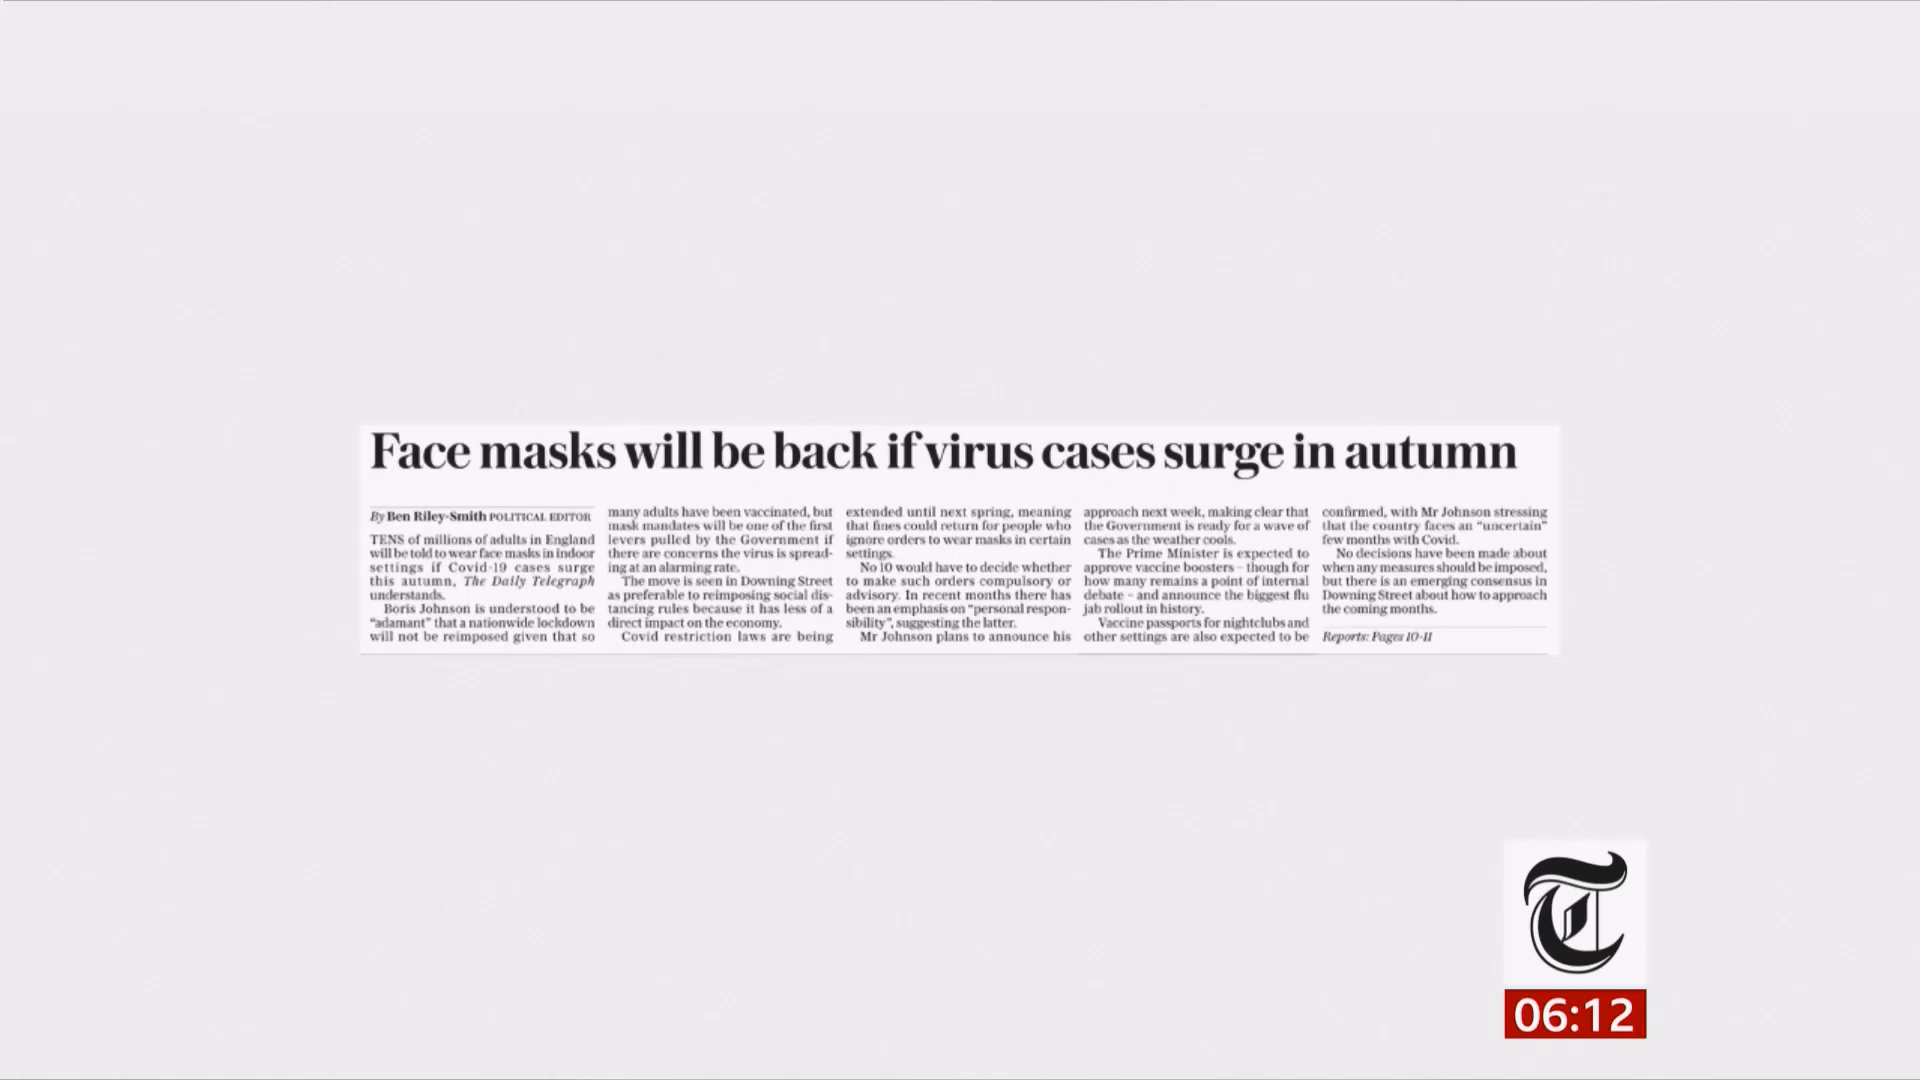 Face masks will be back if virus cases surge in autumn
By Ben Riley-Smith POLITICAL EDITOR
TENS of millions of adults in England
will be told to wear face masks in indoor
settings if Covid-19 cases surge
this autumn, The Daily Telegraph
understands.
Boris Johnson is understood to be
“adamant” that a nationwide lockdown
will not be reimposed given that so
many adults have been vaccinated, but
mask mandates will be one of the first
levers pulled by the Government if
there are concerns the virus is spread-
ing at an alarming rate.
The move is seen in Downing Street
as preferable to reimposing social dis-
tancing rules because it has less of a
direct impact on the economy.
Covid restriction laws are being
extended until next spring, meaning
that fines could return for people who
ignore orders to wear masks in certain
settings.
No 10 would have to decide whether
to make such orders compulsory or
advisory. In recent months there has
been an emphasis on “personal respon-
sibility”, suggesting the latter.
Mr Johnson plans to announce his
approach next week, making clear that
the Government is ready for a wave of
cases as the weather cools.
The Prime Minister is expected to
approve vaccine boosters – though for
how many remains a point of internal
debate – and announce the biggest flu
jab rollout in history.
Vaccine passports for nightclubs and
other settings are also expected to be
confirmed, with Mr Johnson stressing
that the country faces an “uncertain”
few months with Covid.
No decisions have been made about
when any measures should be imposed,
but there is an emerging consensus in
Downing Street about how to approach
the coming months.
Reports: Pages 10-11
T
06:12